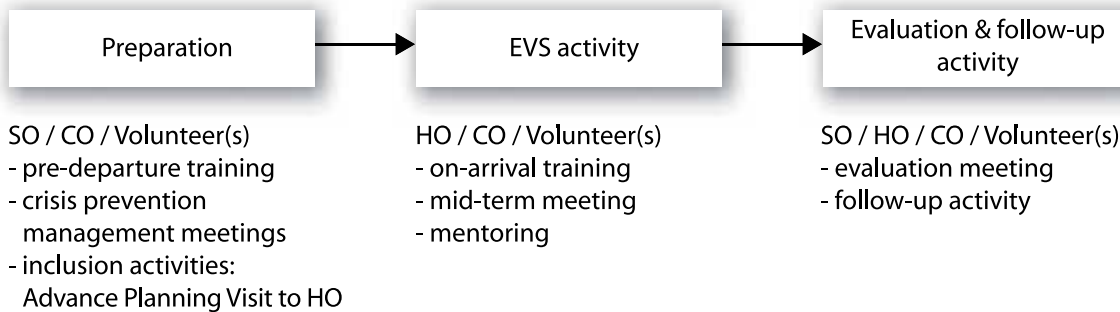 Preparation
EVS activity
Evaluation & follow-up
activity
SO / CO / Volunteer(s)
- pre-departure training
- crisis prevention
management meetings
- inclusion activities:
Advance Planning Visit to HO
HO / CO / Volunteer(s)
- on-arrival training
- mid-term meeting
- mentoring
SO / HO / CO / Volunteer(s)
- evaluation meeting
- follow-up activity